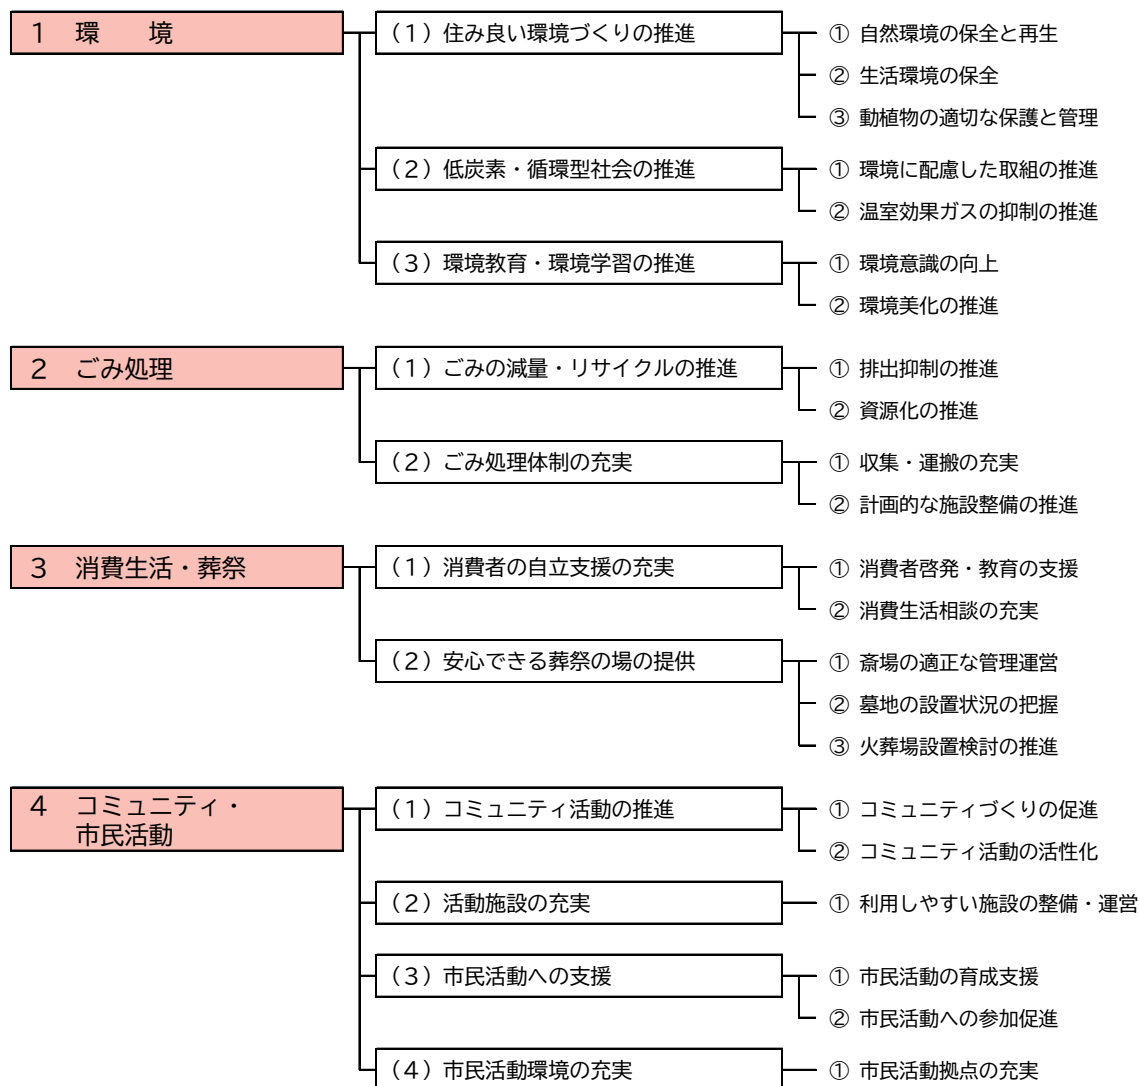 1 環 境
(1)住み良い環境づくりの推進
① 自然環境の保全と再生
② 生活環境の保全
③ 動植物の適切な保護と管理
(2)低炭素・循環型社会の推進
① 環境に配慮した取組の推進
② 温室効果ガスの抑制の推進
(3)環境教育・環境学習の推進
① 環境意識の向上
② 環境美化の推進
2 ごみ処理
(1)ごみの減量・リサイクルの推進
① 排出抑制の推進
② 資源化の推進
(2)ごみ処理体制の充実
① 収集・運搬の充実
② 計画的な施設整備の推進
3 消費生活・葬祭
(1)消費者の自立支援の充実
① 消費者啓発・教育の支援
② 消費生活相談の充実
(2)安心できる葬祭の場の提供
① 斎場の適正な管理運営
② 墓地の設置状況の把握
③ 火葬場設置検討の推進
4 コミュニティ・
市民活動
(1)コミュニティ活動の推進
① コミュニティづくりの促進
② コミュニティ活動の活性化
(2)活動施設の充実
① 利用しやすい施設の整備・運営
(3)市民活動への支援
① 市民活動の育成支援
② 市民活動への参加促進
(4)市民活動環境の充実
① 市民活動拠点の充実